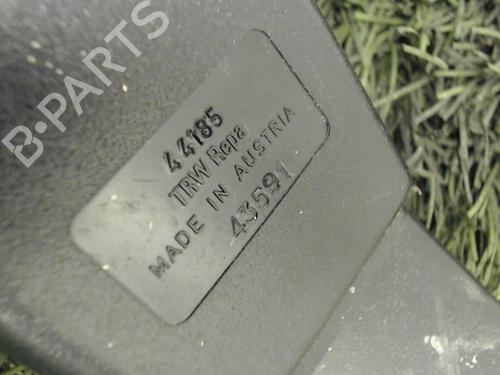 B-PARTS
44185
TRW Repa
MADE IN AUSTRIA
43591